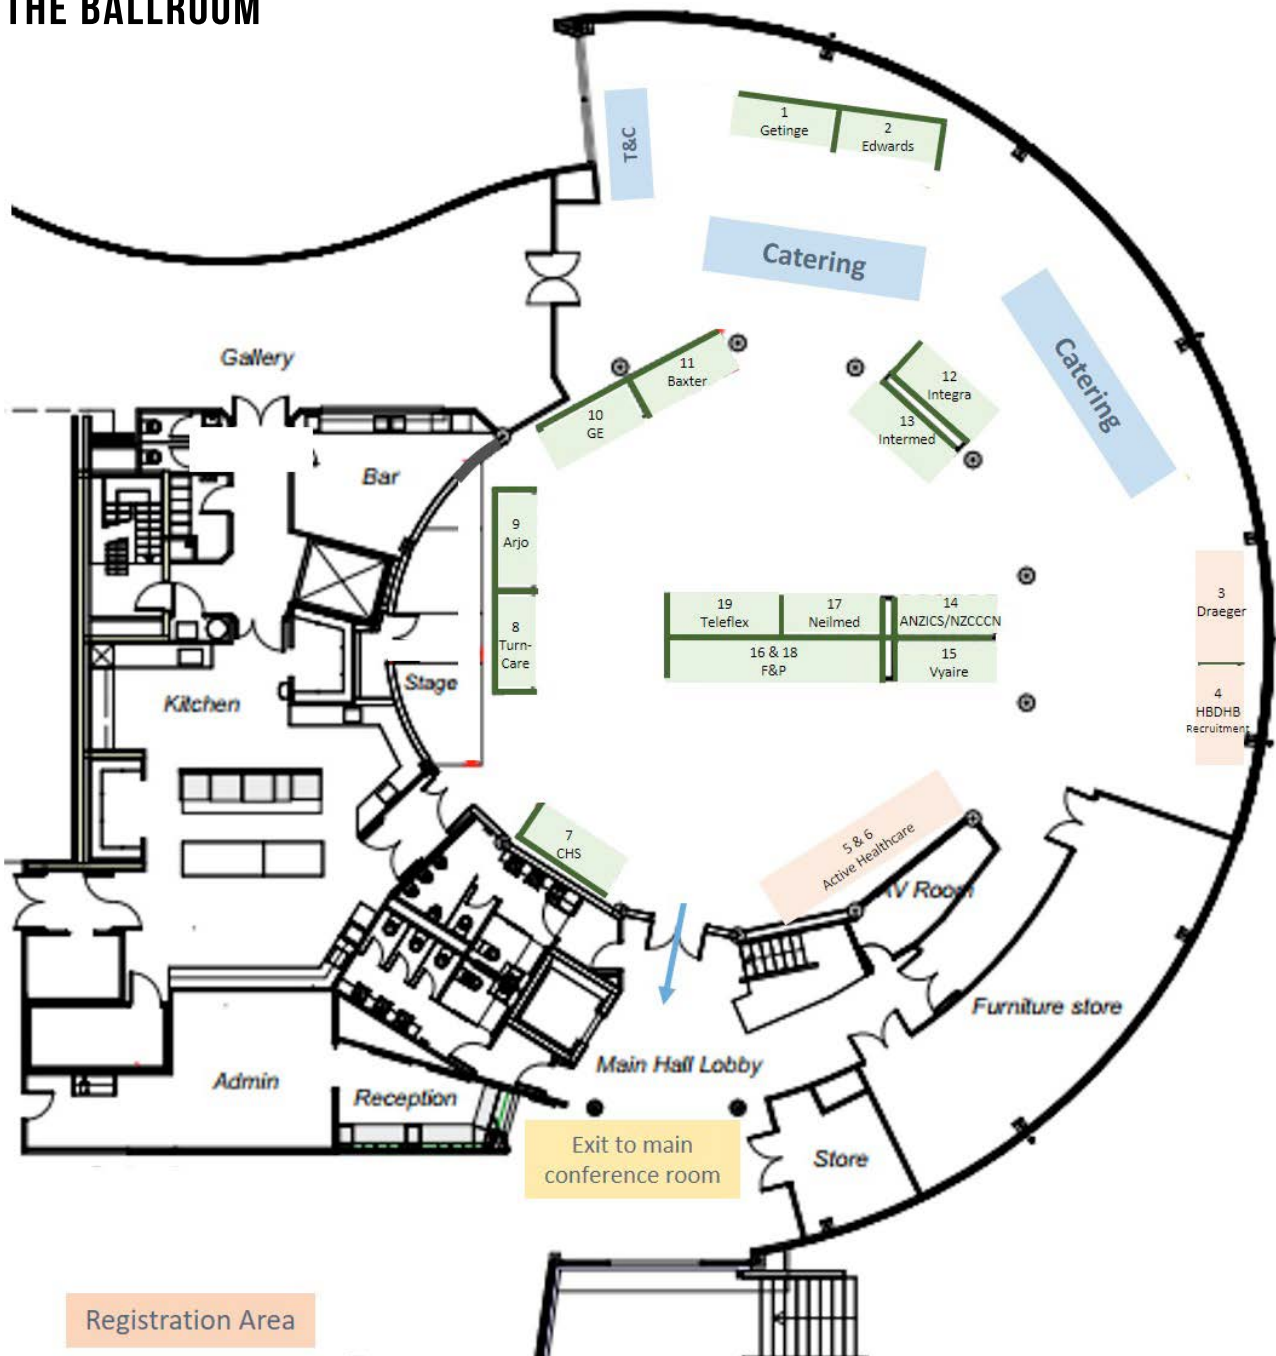 THE BALLROOM
T&C
1
Getinge
2
Edwards
Catering
Catering
Gallery
11
Baxter
10
GE
12
Integra
13
Intermed
Bar
9
Arjo
8
Turn-
Care
Stage
19
Teleflex
17
Neilmed
14
ANZICS/NZCCCN
16 & 18
F&P
15
Vyaire
3
Draeger
4
HBDHB
Recruitment
Kitchen
7
CHS
5 & 6
Active Healthcare
AV Room
Furniture store
Main Hall Lobby
Admin
Reception
Exit to main
conference room
Store
Registration Area